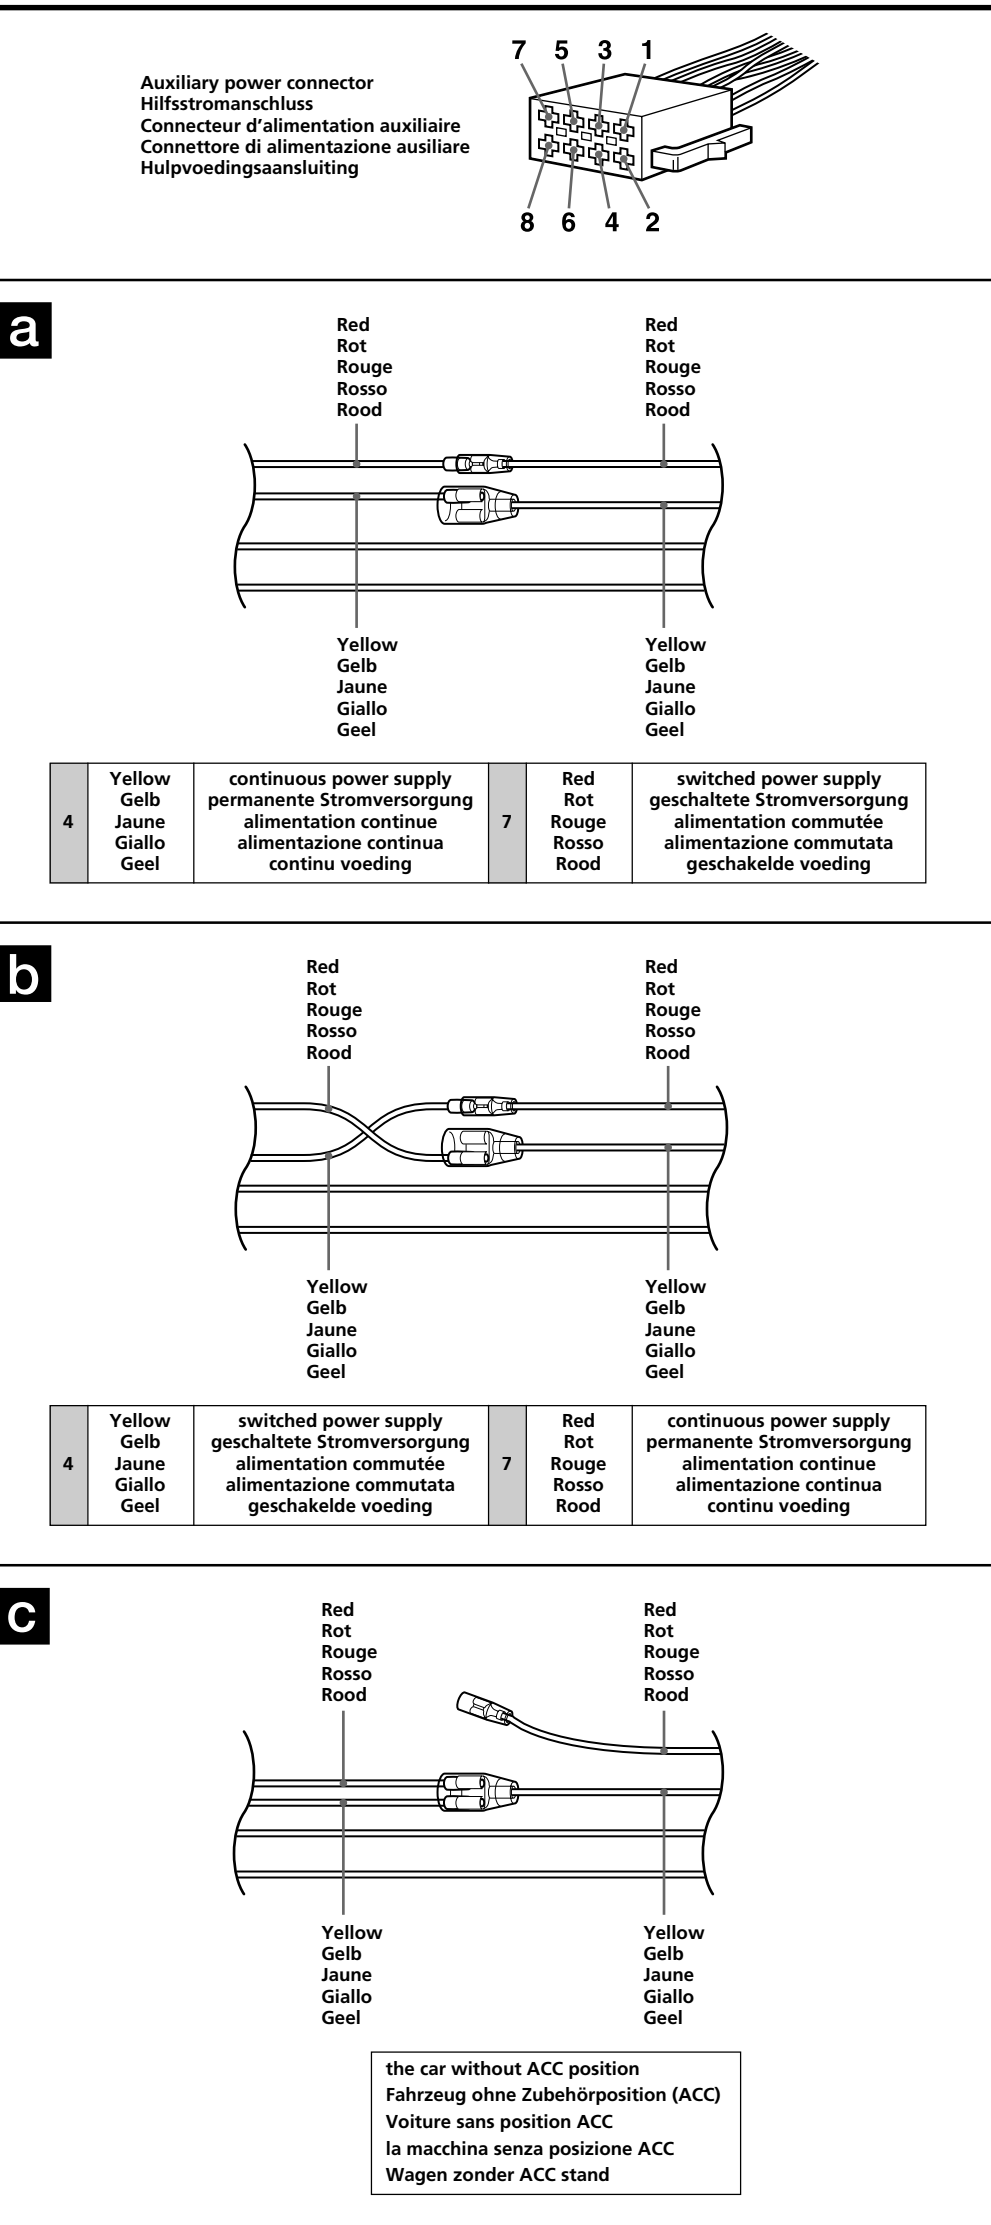 7 5 3 1
Auxiliary power connector
Hilfsstromanschluss
Connecteur d'alimentation auxiliaire
Connettore di alimentazione ausiliare
Hulpvoedingsaansluiting
8 6 4 2
a
Red
Rot
Rouge
Rosso
Rood
Red
Rot
Rouge
Rosso
Rood
Yellow
Gelb
Jaune
Giallo
Geel
Yellow
Gelb
Jaune
Giallo
Geel
4
Yellow
Gelb
Jaune
Giallo
Geel
continuous power supply
permanente Stromversorgung
alimentation continue
alimentazione continua
continu voeding
7
Red
Rot
Rouge
Rosso
Rood
switched power supply
geschaltete Stromversorgung
alimentation commutée
alimentazione commutata
geschakelde voeding
b
Red
Rot
Rouge
Rosso
Rood
Red
Rot
Rouge
Rosso
Rood
Yellow
Gelb
Jaune
Giallo
Geel
Yellow
Gelb
Jaune
Giallo
Geel
4
Yellow
Gelb
Jaune
Giallo
Geel
switched power supply
geschaltete Stromversorgung
alimentation commutée
alimentazione commutata
geschakelde voeding
7
Red
Rot
Rouge
Rosso
Rood
continuous power supply
permanente Stromversorgung
alimentation continue
alimentazione continua
continu voeding
c
Red
Rot
Rouge
Rosso
Rood
Red
Rot
Rouge
Rosso
Rood
Yellow
Gelb
Jaune
Giallo
Geel
Yellow
Gelb
Jaune
Giallo
Geel
the car without ACC position
Fahrzeug ohne Zubehörposition (ACC)
Voiture sans position ACC
la macchina senza posizione ACC
Wagen zonder ACC stand